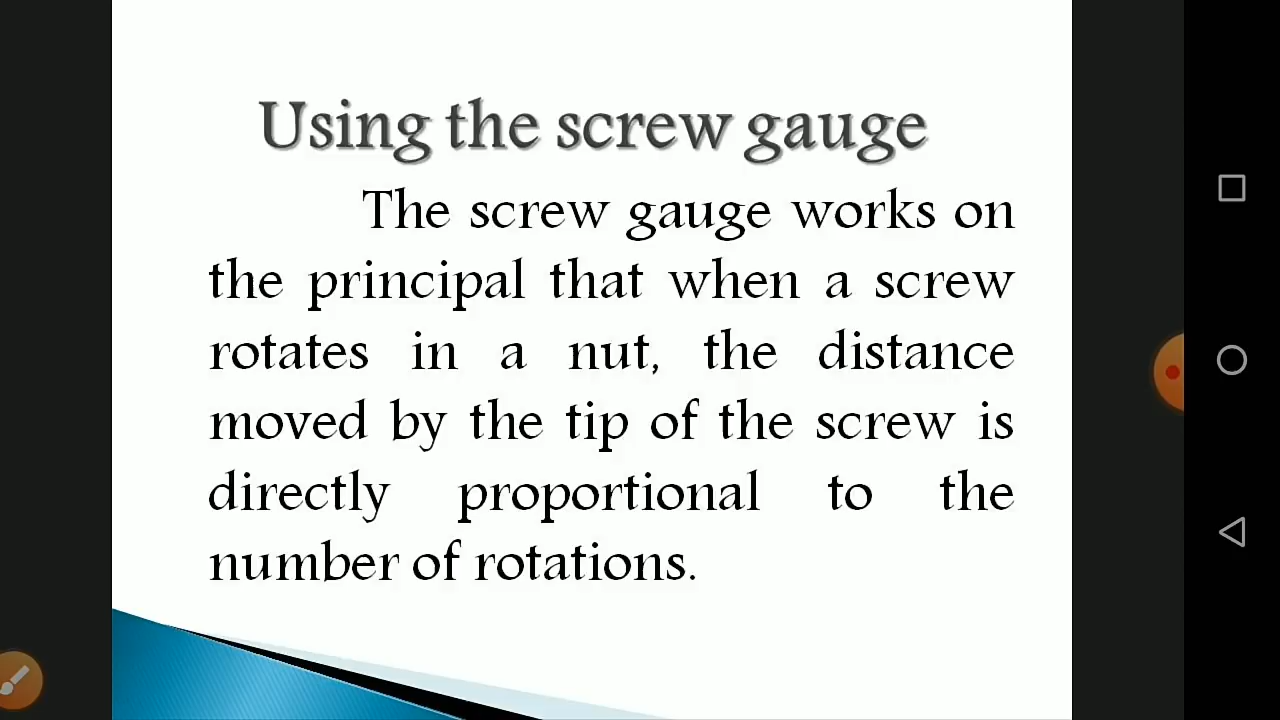 Using the screw gauge
The screw gauge works on
the principal that when a screw
rotates in a nut, the distance
moved by the tip of the screw is
directly proportional to the
number of rotations.